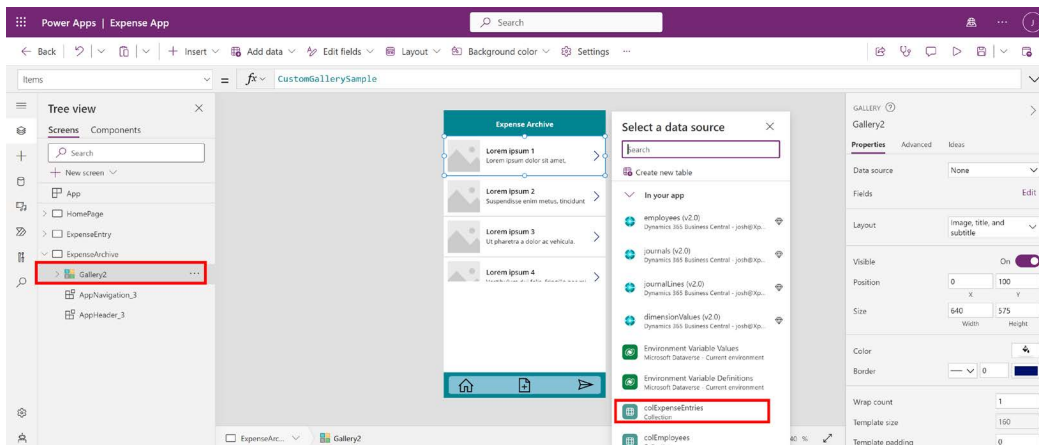 Power Apps | Expense App
Search
Back
Insert
Add data
Edit fields
Layout
Background color
Settings
Items
= fx CustomGallerySample
Tree view
Screens Components
Search
New screen
App
HomePage
ExpenseEntry
ExpenseArchive
Gallery2
AppNavigation_3
AppHeader_3
Expense Archive
Lorem ipsum 1
Lorem ipsum dolor sit amet,
Lorem ipsum 2
Suspendisse enim metus, tincidunt
Lorem ipsum 3
Ut pharetra a dolor ac vehicula.
Lorem ipsum 4
Select a data source
Search
Create new table
In your app
employees (v2.0)
Dynamics 365 Business Central - josh@Xp...
journals (v2.0)
Dynamics 365 Business Central - josh@Xp...
journalLines (v2.0)
Dynamics 365 Business Central - josh@Xp...
dimensionValues (v2.0)
Dynamics 365 Business Central - josh@Xp...
Environment Variable Values
Microsoft Dataverse - Current environment
Environment Variable Definitions
Microsoft Dataverse - Current environment
colExpenseEntries
Collection
colEmployees
GALLERY
Gallery2
Properties Advanced Ideas
Data source None
Fields Edit
Layout Image, title, and
subtitle
Visible On
Position 0 100
X Y
Size 640 575
Width Height
Color
Border 0
Wrap count 1
Template size 160
Template padding 0
ExpenseArc... Gallery2
40 %
J